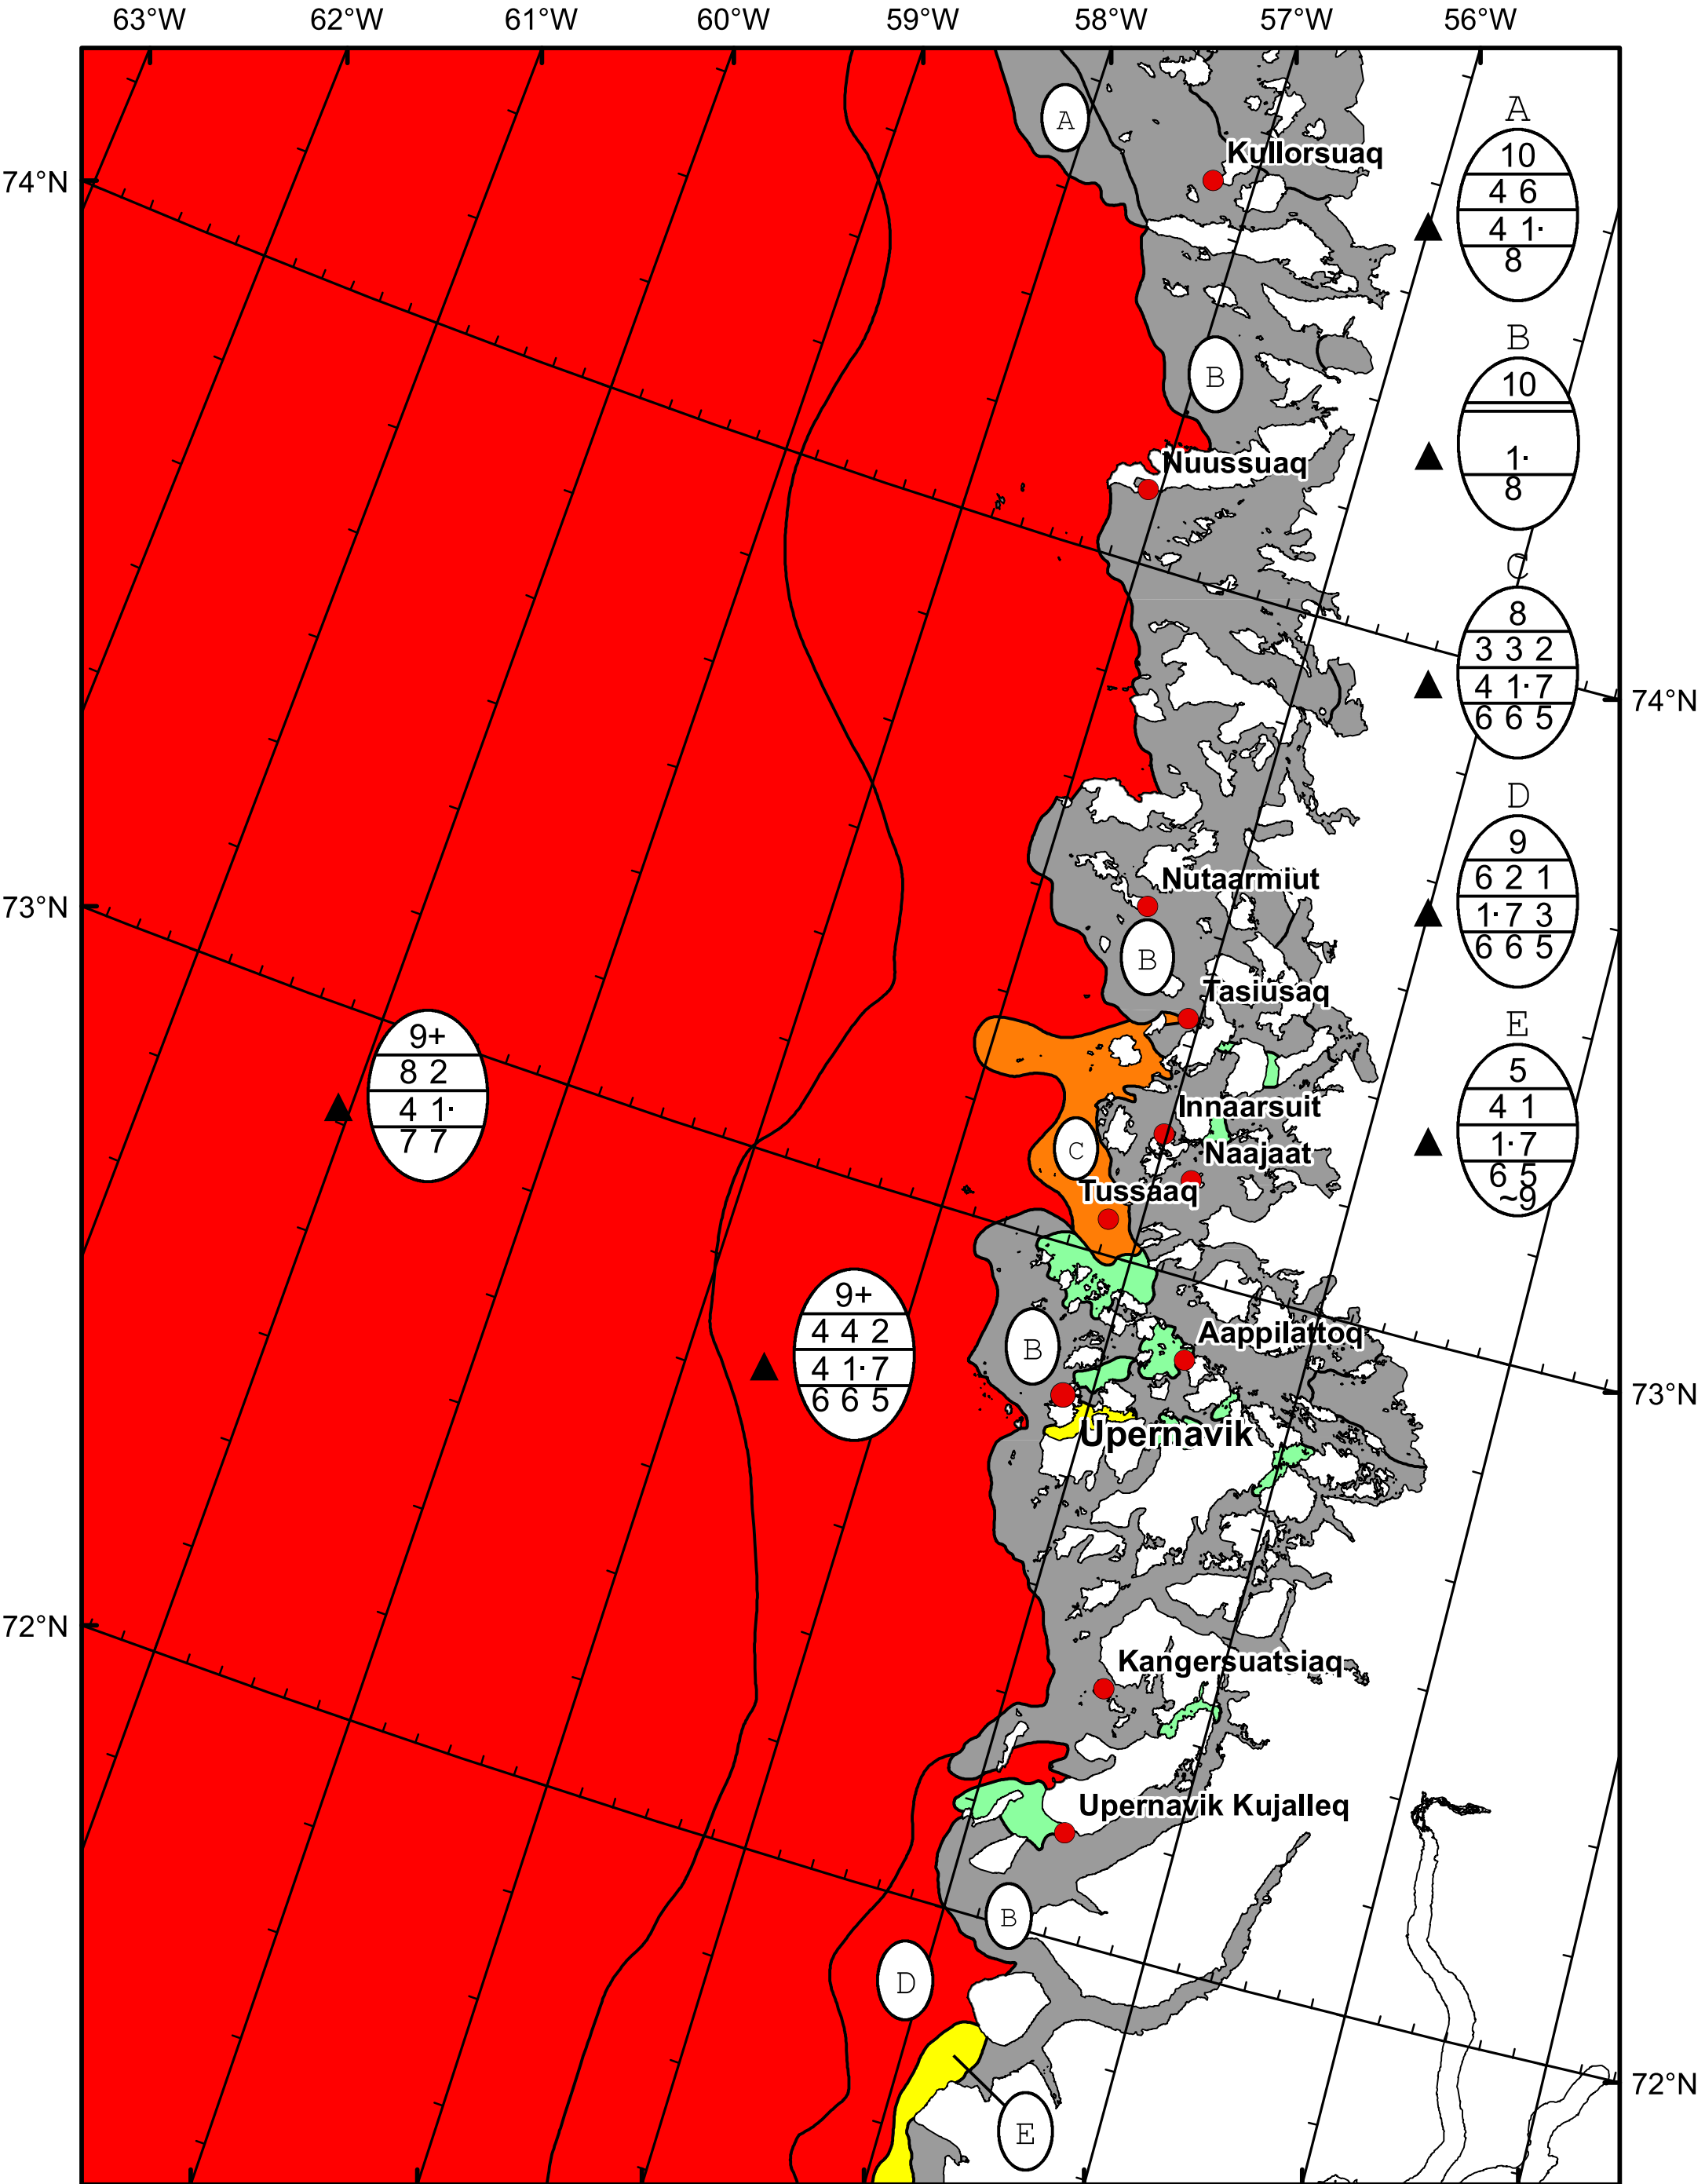 63°W 62°W 61°W 60°W 59°W 58°W 57°W 56°W
A
10
4 6
4 1·
8
A
Kullorsuaq
74°N
B
10
1·
8
B
Nuussuaq
C
8
3 3 2
4 1·7
6 6 5
74°N
D
9
6 2 1
1·7 3
6 6 5
Nutaarmiut
73°N
B
Tasiusaq
E
5
4 1
1·7
6 5
~9
9+
8 2
4 1·
7 7
Innaarsuit
C
Naajaat
Tussaaq
9+
4 4 2
4 1·7
6 6 5
B
Aappilattoq
73°N
Upernavik
72°N
Kangersuatsiaq
Upernavik Kujalleq
B
D
72°N
E